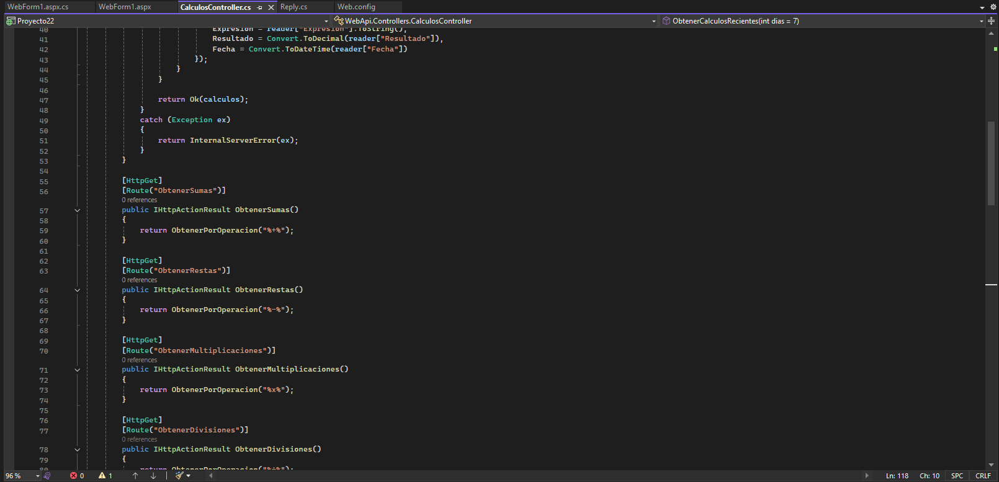 WebForm1.aspx.cs WebForm1.aspx CalculosController.cs Reply.cs Web.config
Proyecto22 WebApi.Controllers.CalculosController ObtenerCalculosRecientes(int dias = 7)
40 Expresion = reader["Expresion"].ToString(),
41 Resultado = Convert.ToDecimal(reader["Resultado"]),
42 Fecha = Convert.ToDateTime(reader["Fecha"])
43 });
44 }
45 }
46
47 return Ok(calculos);
48 }
49 catch (Exception ex)
50 {
51 return InternalServerError(ex);
52 }
53 }
54
55 [HttpGet]
56 [Route("ObtenerSumas")]
0 references
57 public IHttpActionResult ObtenerSumas()
58 {
59 return ObtenerPorOperacion("%+%");
60 }
61
62 [HttpGet]
63 [Route("ObtenerRestas")]
0 references
64 public IHttpActionResult ObtenerRestas()
65 {
66 return ObtenerPorOperacion("%-%");
67 }
68
69 [HttpGet]
70 [Route("ObtenerMultiplicaciones")]
0 references
71 public IHttpActionResult ObtenerMultiplicaciones()
72 {
73 return ObtenerPorOperacion("%x%");
74 }
75
76 [HttpGet]
77 [Route("ObtenerDivisiones")]
0 references
78 public IHttpActionResult ObtenerDivisiones()
79 {
80 return ObtenerPorOperacion("%÷%");
96 % 0 1 Ln: 118 Ch: 10 SPC CRLF